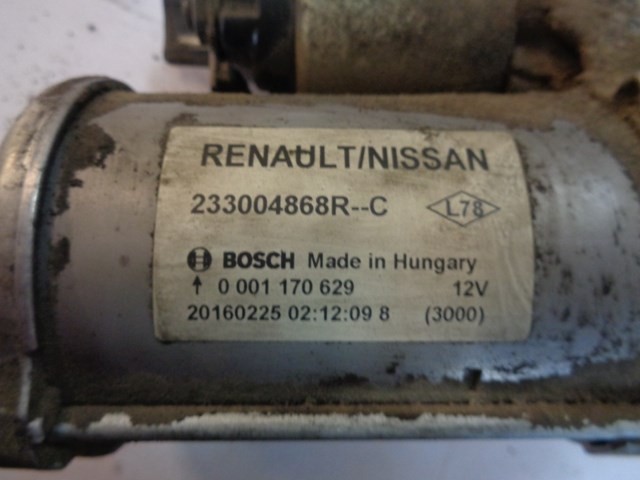 RENAULT/NISSAN
233004868R--C L78
BOSCH Made in Hungary
↑ 0 001 170 629 12V
20160225 02:12:09 8 (3000)